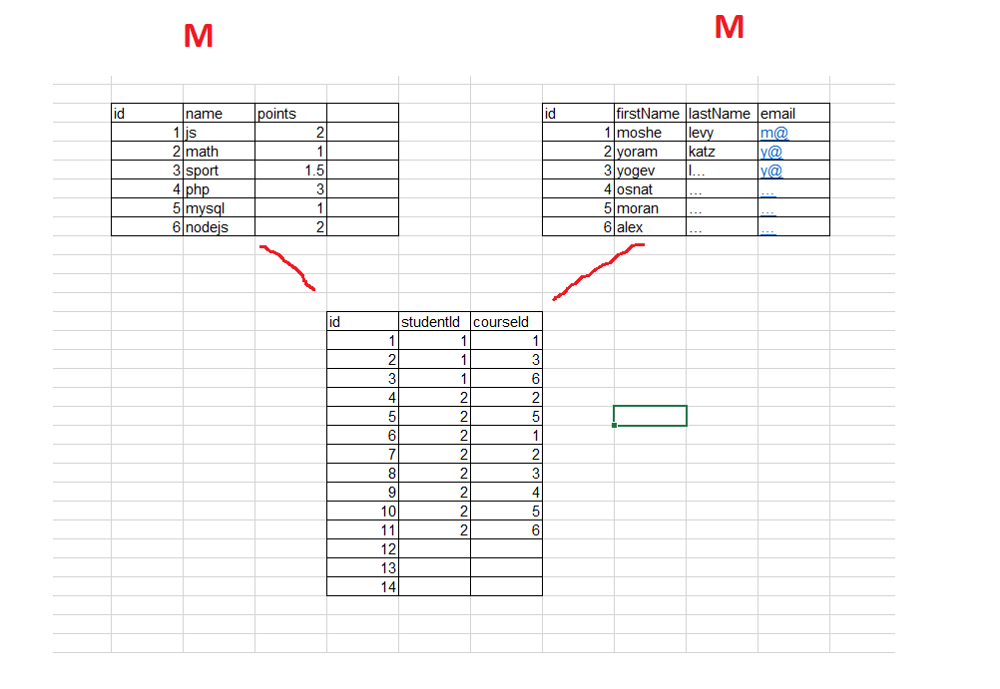 M
M
id name points
1 js 2
2 math 1
3 sport 1.5
4 php 3
5 mysql 1
6 nodejs 2
id firstName lastName email
1 moshe levy m@
2 yoram katz y@
3 yogev l... y@
4 osnat ... ...
5 moran ... ...
6 alex ... ...
id studentId courseId
1 1 1
2 1 3
3 1 6
4 2 2
5 2 5
6 2 1
7 2 2
8 2 3
9 2 4
10 2 5
11 2 6
12
13
14